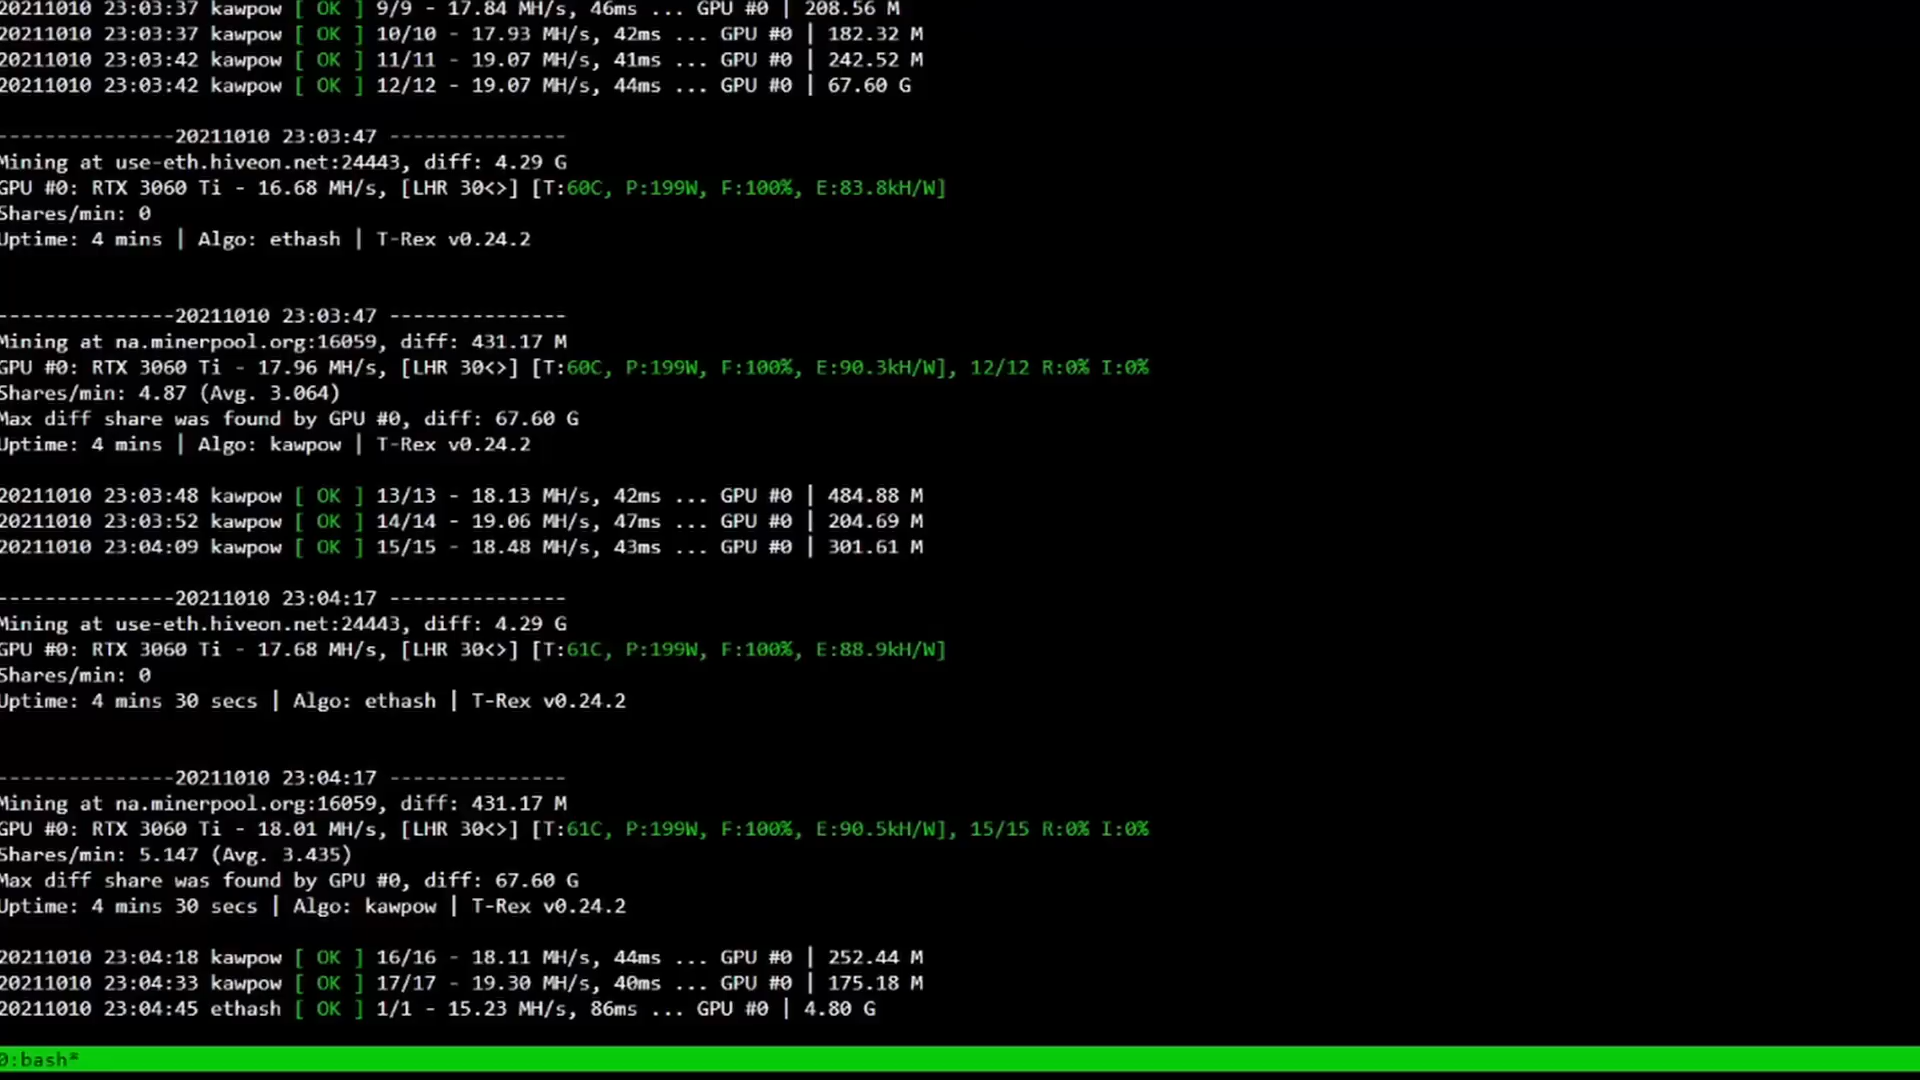 20211010 23:03:37 kawpow [ OK ] 9/9 - 17.84 MH/s, 46ms ... GPU #0 | 208.56 M
20211010 23:03:37 kawpow [ OK ] 10/10 - 17.93 MH/s, 42ms ... GPU #0 | 182.32 M
20211010 23:03:42 kawpow [ OK ] 11/11 - 19.07 MH/s, 41ms ... GPU #0 | 242.52 M
20211010 23:03:42 kawpow [ OK ] 12/12 - 19.07 MH/s, 44ms ... GPU #0 | 67.60 G
---------------20211010 23:03:47 ---------------
Mining at use-eth.hiveon.net:24443, diff: 4.29 G
GPU #0: RTX 3060 Ti - 16.68 MH/s, [LHR 30<>] [T:60C, P:199W, F:100%, E:83.8kH/W]
Shares/min: 0
Uptime: 4 mins | Algo: ethash | T-Rex v0.24.2
---------------20211010 23:03:47 ---------------
Mining at na.minerpool.org:16059, diff: 431.17 M
GPU #0: RTX 3060 Ti - 17.96 MH/s, [LHR 30<>] [T:60C, P:199W, F:100%, E:90.3kH/W], 12/12 R:0% I:0%
Shares/min: 4.87 (Avg. 3.064)
Max diff share was found by GPU #0, diff: 67.60 G
Uptime: 4 mins | Algo: kawpow | T-Rex v0.24.2
20211010 23:03:48 kawpow [ OK ] 13/13 - 18.13 MH/s, 42ms ... GPU #0 | 484.88 M
20211010 23:03:52 kawpow [ OK ] 14/14 - 19.06 MH/s, 47ms ... GPU #0 | 204.69 M
20211010 23:04:09 kawpow [ OK ] 15/15 - 18.48 MH/s, 43ms ... GPU #0 | 301.61 M
---------------20211010 23:04:17 ---------------
Mining at use-eth.hiveon.net:24443, diff: 4.29 G
GPU #0: RTX 3060 Ti - 17.68 MH/s, [LHR 30<>] [T:61C, P:199W, F:100%, E:88.9kH/W]
Shares/min: 0
Uptime: 4 mins 30 secs | Algo: ethash | T-Rex v0.24.2
---------------20211010 23:04:17 ---------------
Mining at na.minerpool.org:16059, diff: 431.17 M
GPU #0: RTX 3060 Ti - 18.01 MH/s, [LHR 30<>] [T:61C, P:199W, F:100%, E:90.5kH/W], 15/15 R:0% I:0%
Shares/min: 5.147 (Avg. 3.435)
Max diff share was found by GPU #0, diff: 67.60 G
Uptime: 4 mins 30 secs | Algo: kawpow | T-Rex v0.24.2
20211010 23:04:18 kawpow [ OK ] 16/16 - 18.11 MH/s, 44ms ... GPU #0 | 252.44 M
20211010 23:04:33 kawpow [ OK ] 17/17 - 19.30 MH/s, 40ms ... GPU #0 | 175.18 M
20211010 23:04:45 ethash [ OK ] 1/1 - 15.23 MH/s, 86ms ... GPU #0 | 4.80 G
0:bash*